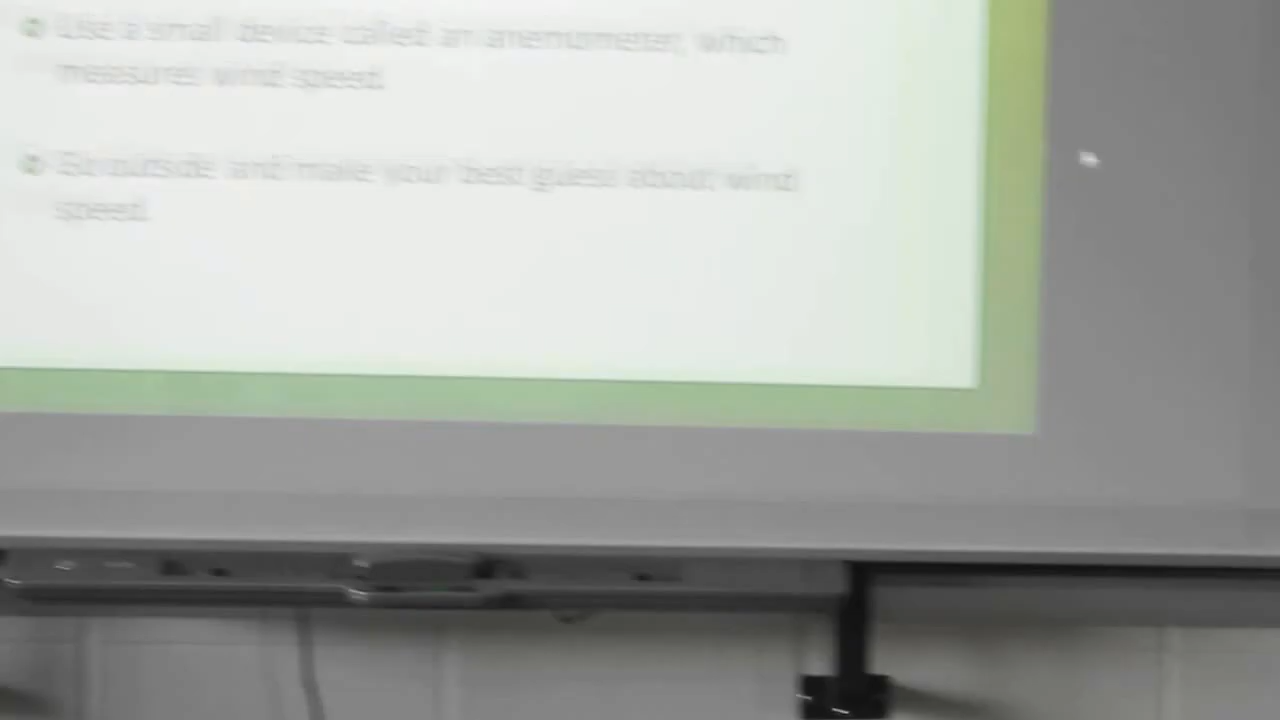 Use a small device called an anemometer, which
measures wind speed.
Go outside and make your best guess about wind
speed.